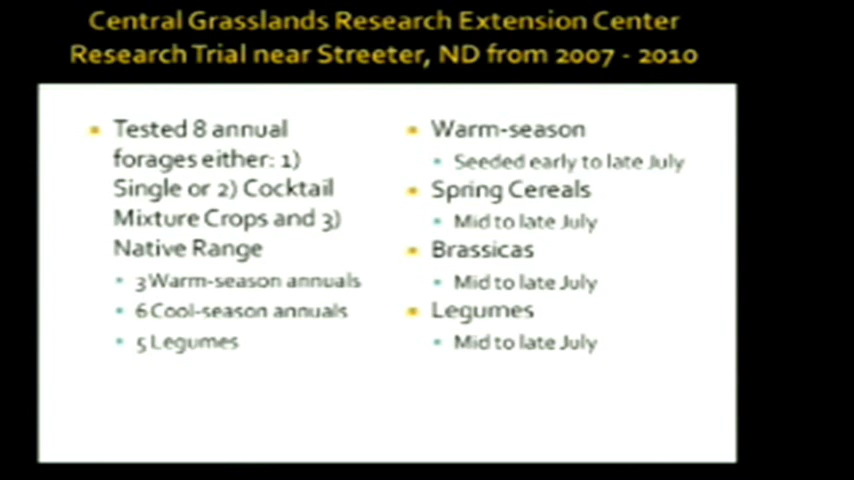 Central Grasslands Research Extension Center
Research Trial near Streeter, ND from 2007 - 2010
Tested 8 annual
forages either: 1)
Single or 2) Cocktail
Mixture Crops and 3)
Native Range
3 Warm-season annuals
6 Cool-season annuals
5 Legumes
Warm-season
Seeded early to late July
Spring Cereals
Mid to late July
Brassicas
Mid to late July
Legumes
Mid to late July